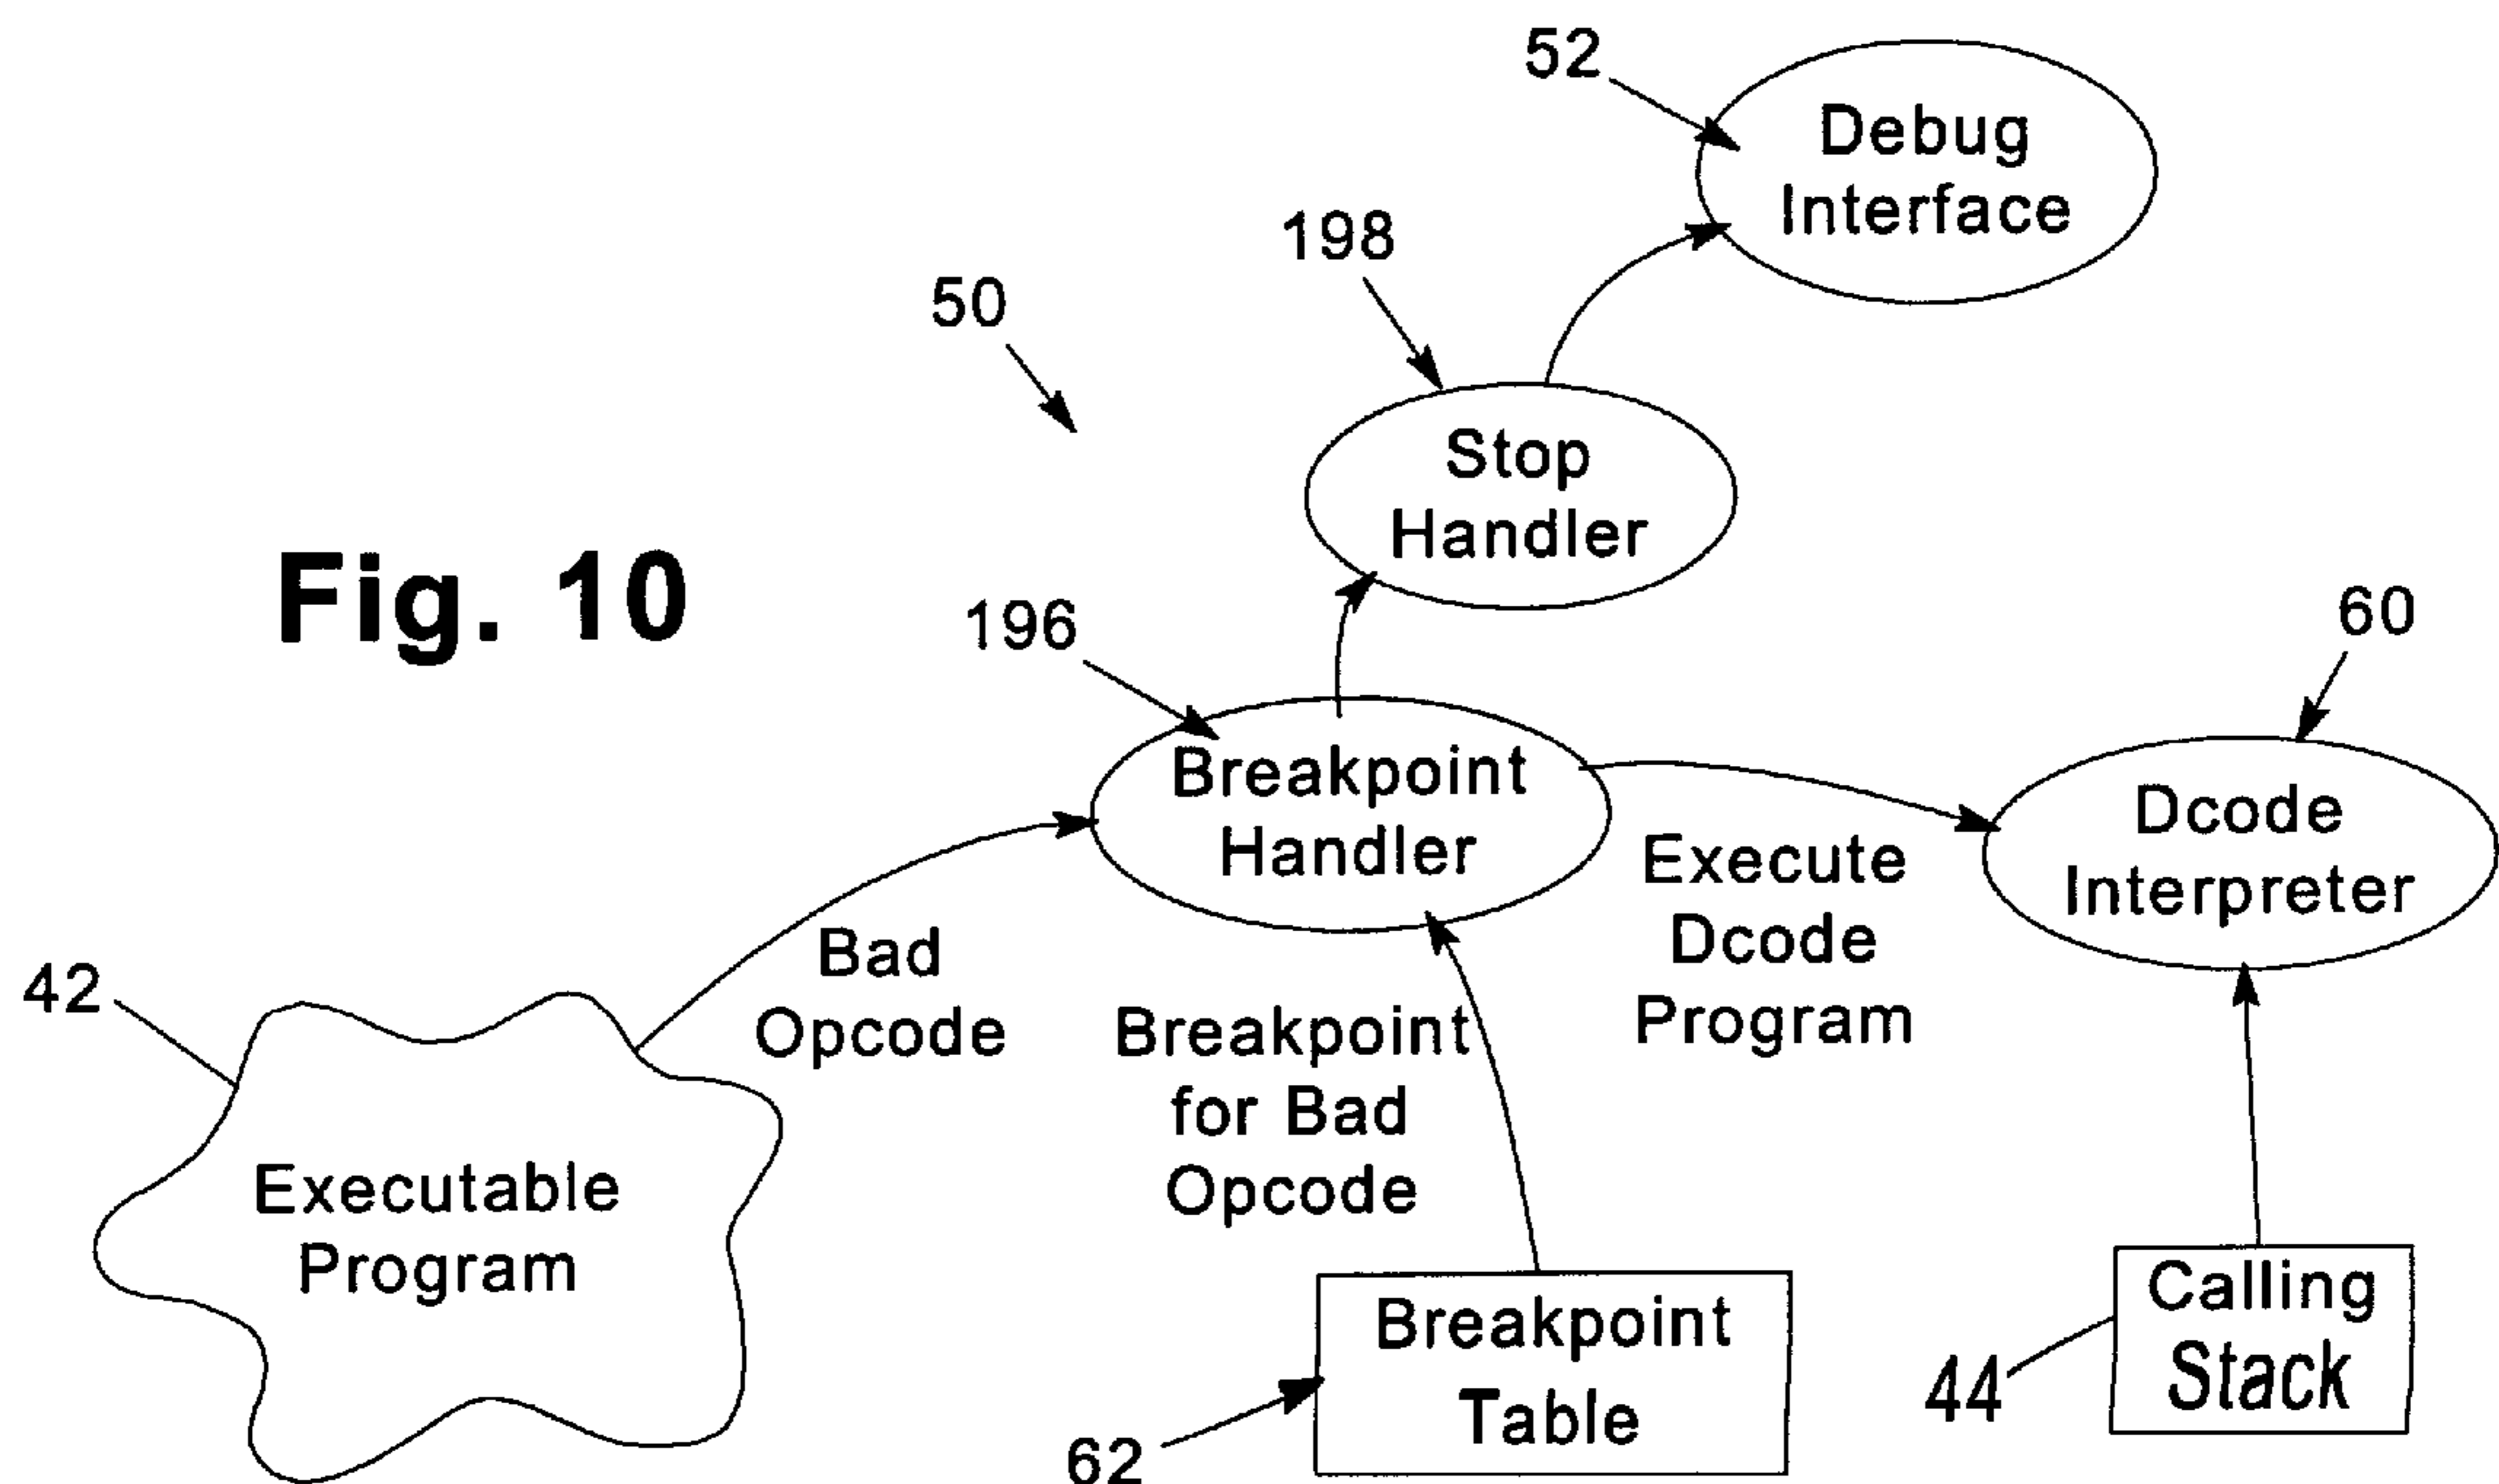 52
Debug
Interface
198
50
Stop
Handler
Fig. 10
196
60
Breakpoint
Handler
Dcode
Interpreter
Execute
Dcode
Program
Bad
Opcode
42
Breakpoint
for Bad
Opcode
Executable
Program
Breakpoint
Table
62
Calling
Stack
44